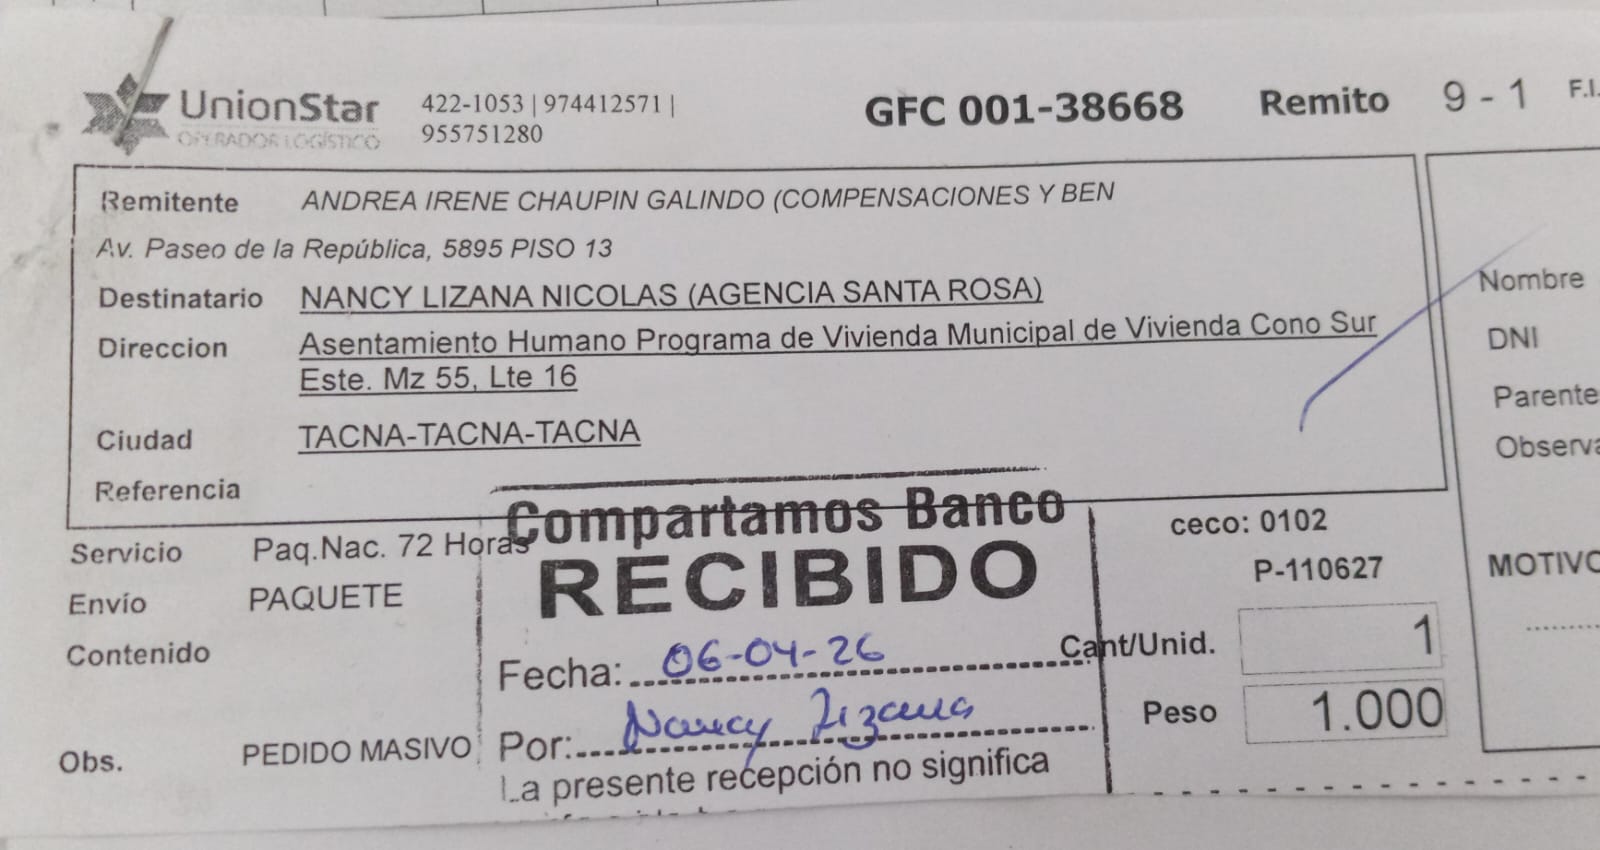 UnionStar
OPERADOR LOGÍSTICO
422-1053 | 974412571 |
955751280
GFC 001-38668
Remito 9 - 1 F.I.
Remitente ANDREA IRENE CHAUPIN GALINDO (COMPENSACIONES Y BEN
Av. Paseo de la República, 5895 PISO 13
Destinatario NANCY LIZANA NICOLAS (AGENCIA SANTA ROSA)
Direccion Asentamiento Humano Programa de Vivienda Municipal de Vivienda Cono Sur
Este. Mz 55, Lte 16
Ciudad TACNA-TACNA-TACNA
Referencia
Servicio Paq.Nac. 72 Horas
Envío PAQUETE
Contenido
Obs. PEDIDO MASIVO
Compartamos Banco
RECIBIDO
Fecha: 06-04-26
Por: Nancy Lizana
La presente recepción no significa
ceco: 0102
P-110627
Cant/Unid. 1
Peso 1.000
Nombre
DNI
Parente
Observa
MOTIVO